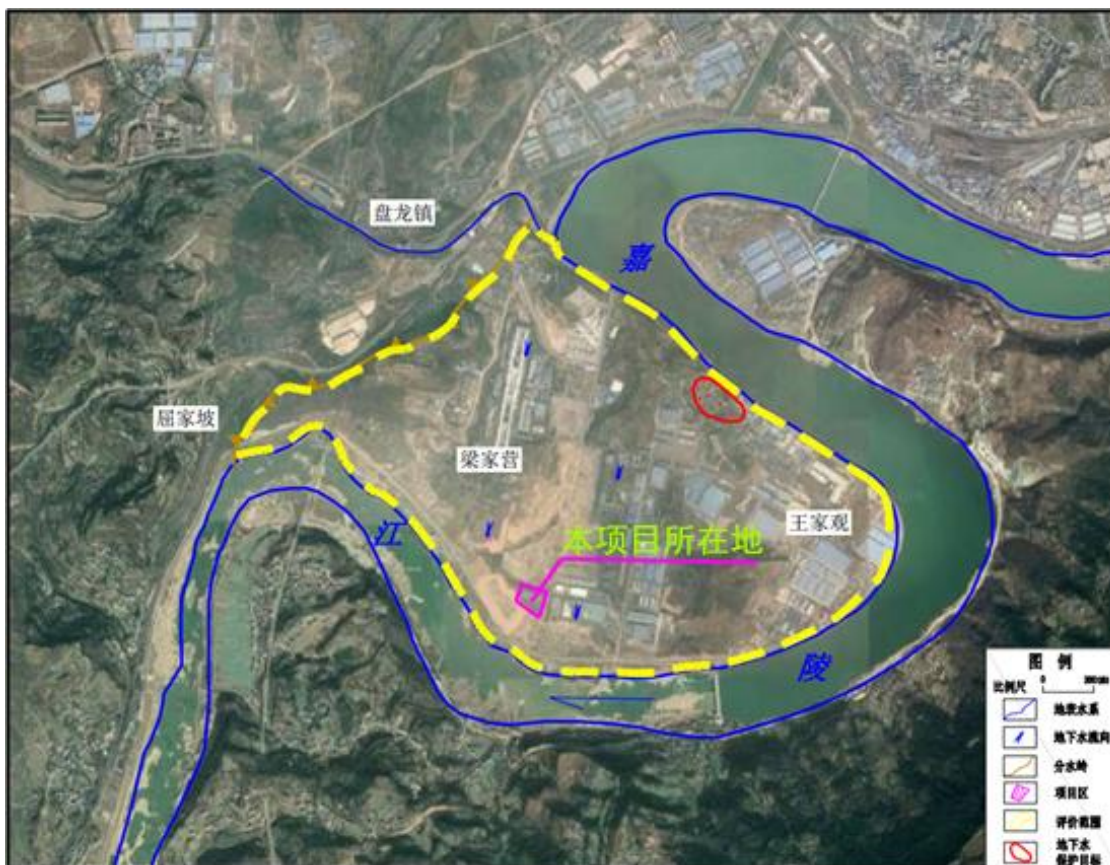 盘龙镇
嘉
屈家坡
梁家营
王家观
江
本项目所在地
陵
图 例
比例尺
0
地表水系
地下水流向
分水岭
项目区
评价范围
地下水
保护目标